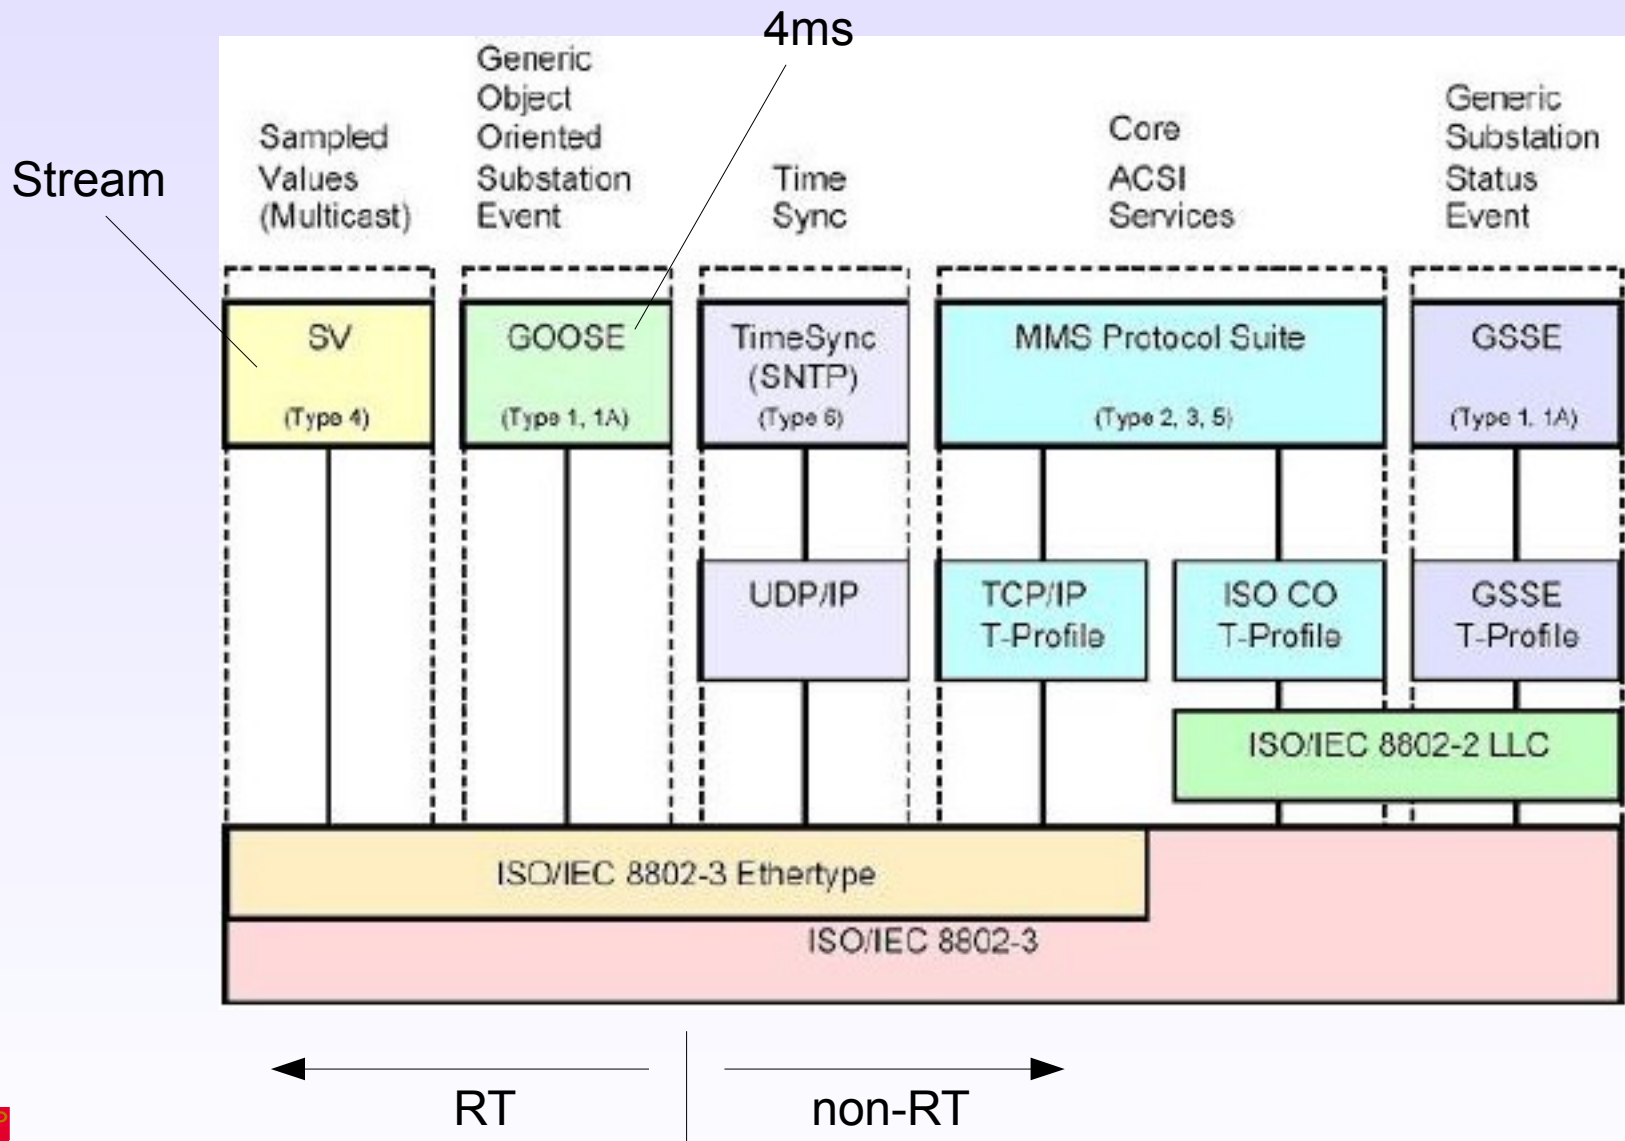 4ms
Stream
Sampled
Values
(Multicast)
Generic
Object
Oriented
Substation
Event
Time
Sync
Core
ACSI
Services
Generic
Substation
Status
Event
SV
(Type 4)
GOOSE
(Type 1, 1A)
TimeSync
(SNTP)
(Type 6)
MMS Protocol Suite
(Type 2, 3, 5)
GSSE
(Type 1, 1A)
UDP/IP
TCP/IP
T-Profile
ISO CO
T-Profile
GSSE
T-Profile
ISO/IEC 8802-2 LLC
ISO/IEC 8802-3 Ethertype
ISO/IEC 8802-3
RT
non-RT